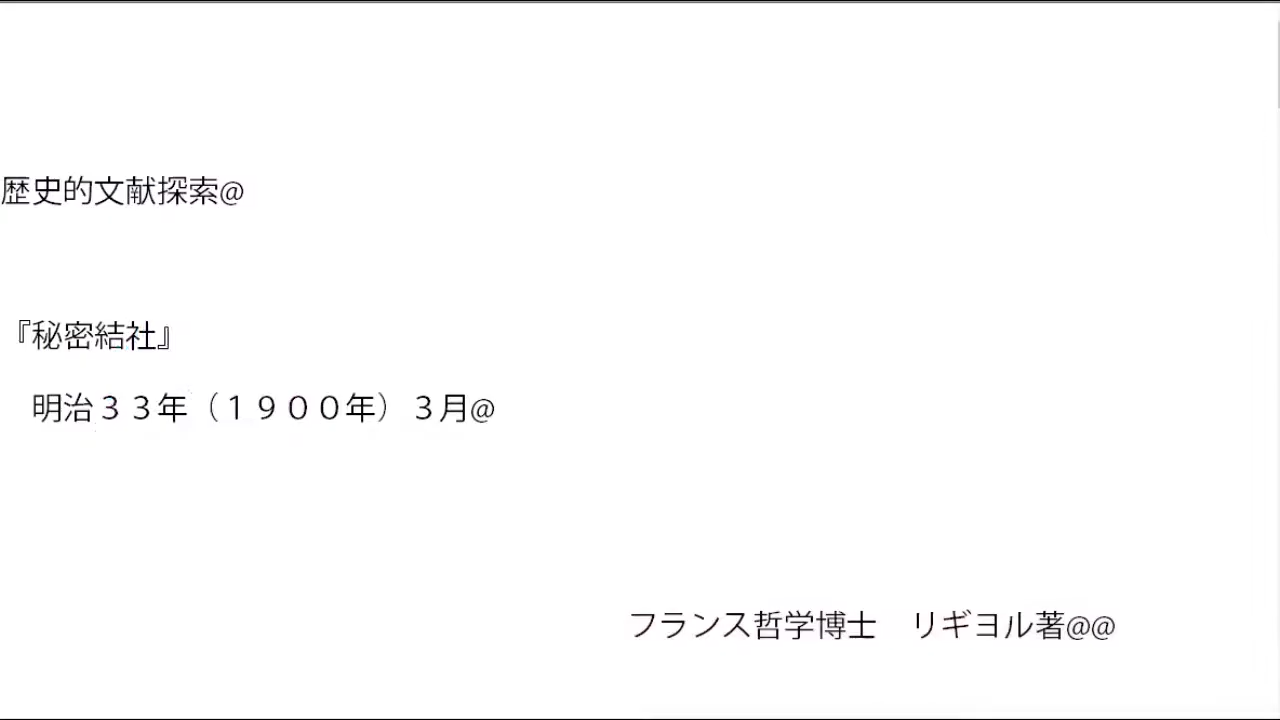 歴史的文献探索@
『秘密結社』
明治３３年（１９００年）３月@
フランス哲学博士　リギヨル著@@